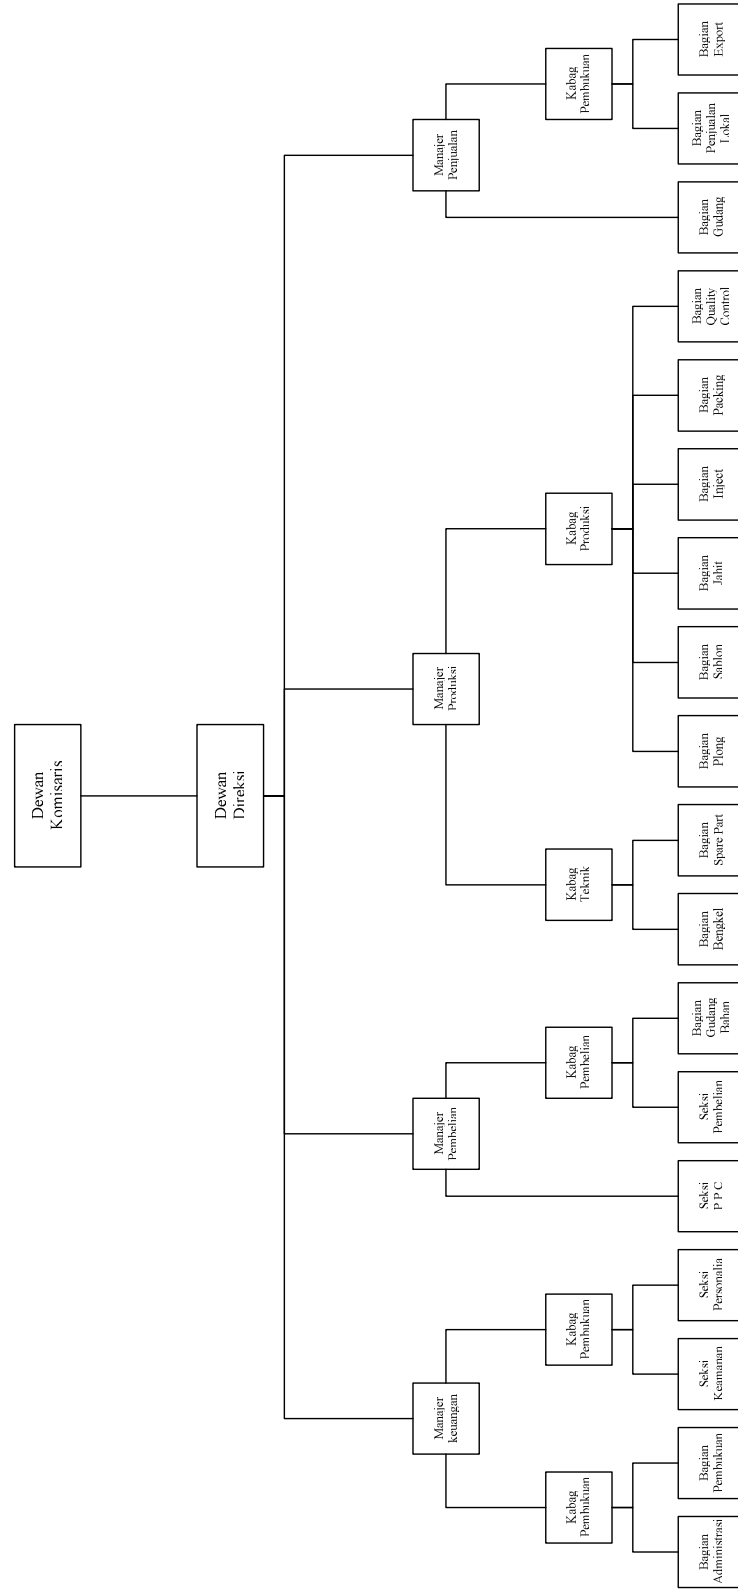 Dewan
Komisaris
Dewan
Direksi
Manajer
keuangan
Manajer
Pembelian
Manajer
Produksi
Manajer
Penjualan
Kabag
Pembukuan
Kabag
Pembukuan
Kabag
Pembelian
Kabag
Teknik
Kabag
Produksi
Kabag
Pembukuan
Bagian
Administrasi
Bagian
Pembukuan
Seksi
Keamanan
Seksi
Personalia
Seksi
P P C
Seksi
Pembelian
Bagian
Gudang
Bahan
Bagian
Bengkel
Bagian
Spare Part
Bagian
Plong
Bagian
Sablon
Bagian
Jahit
Bagian
Inject
Bagian
Packing
Bagian
Quality
Control
Bagian
Gudang
Bagian
Penjualan
Lokal
Bagian
Export